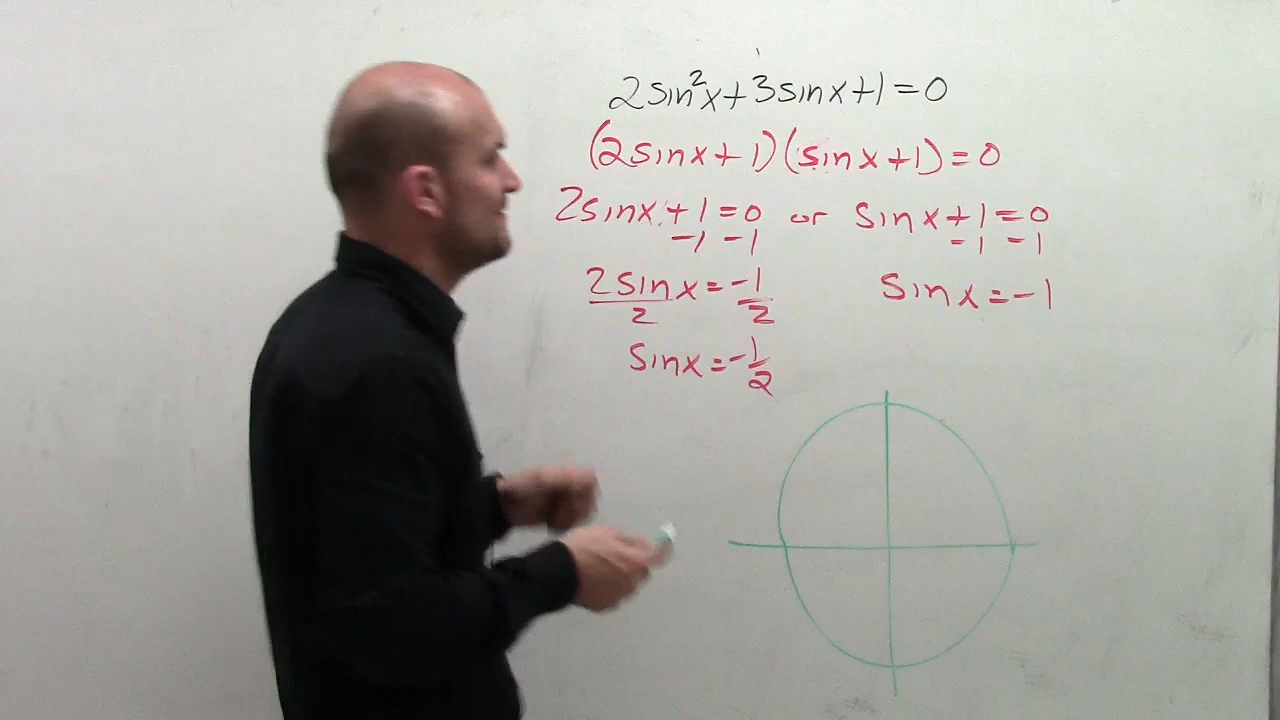 2sin²x+3sinx+1=0
(2sinx+1)(sinx+1)=0
2sinx+1=0 or sinx+1=0
-1 -1 -1 -1
2sinx=-1 sinx=-1
2 2
sinx=-1/2